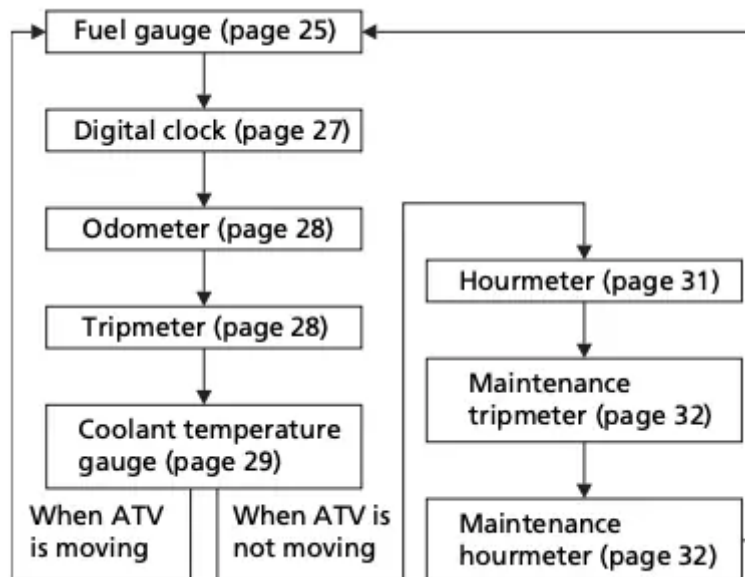 Fuel gauge (page 25)
Digital clock (page 27)
Odometer (page 28)
Tripmeter (page 28)
Coolant temperature
gauge (page 29)
When ATV
is moving
When ATV is
not moving
Hourmeter (page 31)
Maintenance
tripmeter (page 32)
Maintenance
hourmeter (page 32)